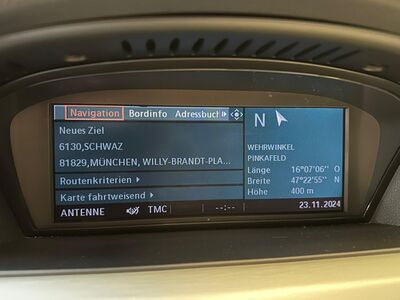 Navigation Bordinfo Adressbuch
Neues Ziel
6130,SCHWAZ
81829,MÜNCHEN, WILLY-BRANDT-PLA...
Routenkriterien
Karte fahrtweisend
ANTENNE TMC --:--
N
WEHRWINKEL
PINKAFELD
Länge 16°07'06" O
Breite 47°22'55" N
Höhe 400 m
23.11.2024